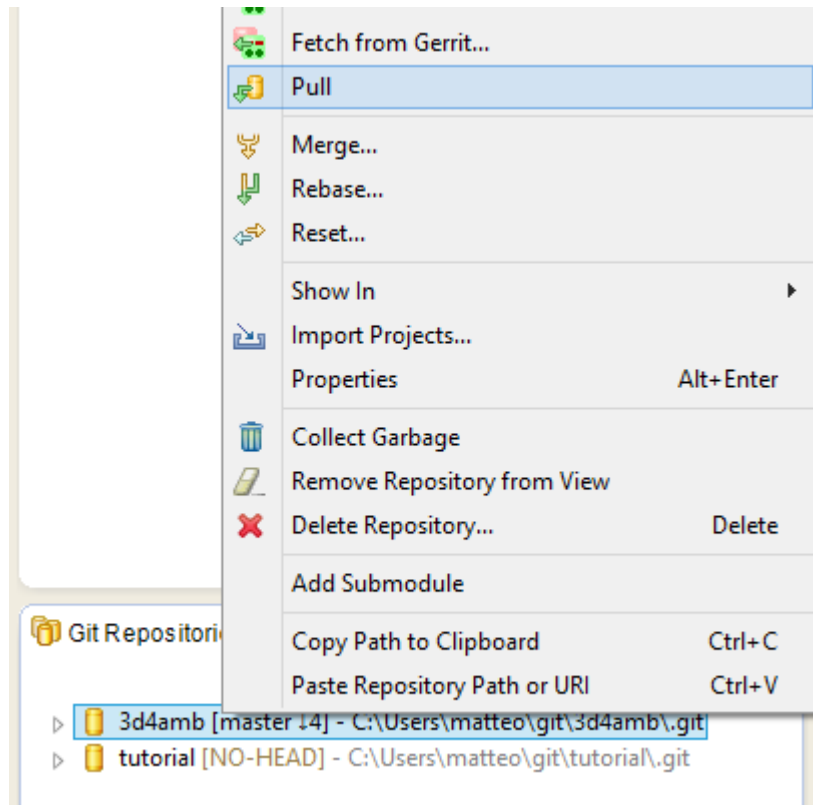 Fetch from Gerrit...
Pull
Merge...
Rebase...
Reset...
Show In
Import Projects...
Properties Alt+Enter
Collect Garbage
Remove Repository from View
Delete Repository... Delete
Add Submodule
Copy Path to Clipboard Ctrl+C
Paste Repository Path or URI Ctrl+V
Git Repositori
3d4amb [master ↓4] - C:\Users\matteo\git\3d4amb\.git
tutorial [NO-HEAD] - C:\Users\matteo\git\tutorial\.git